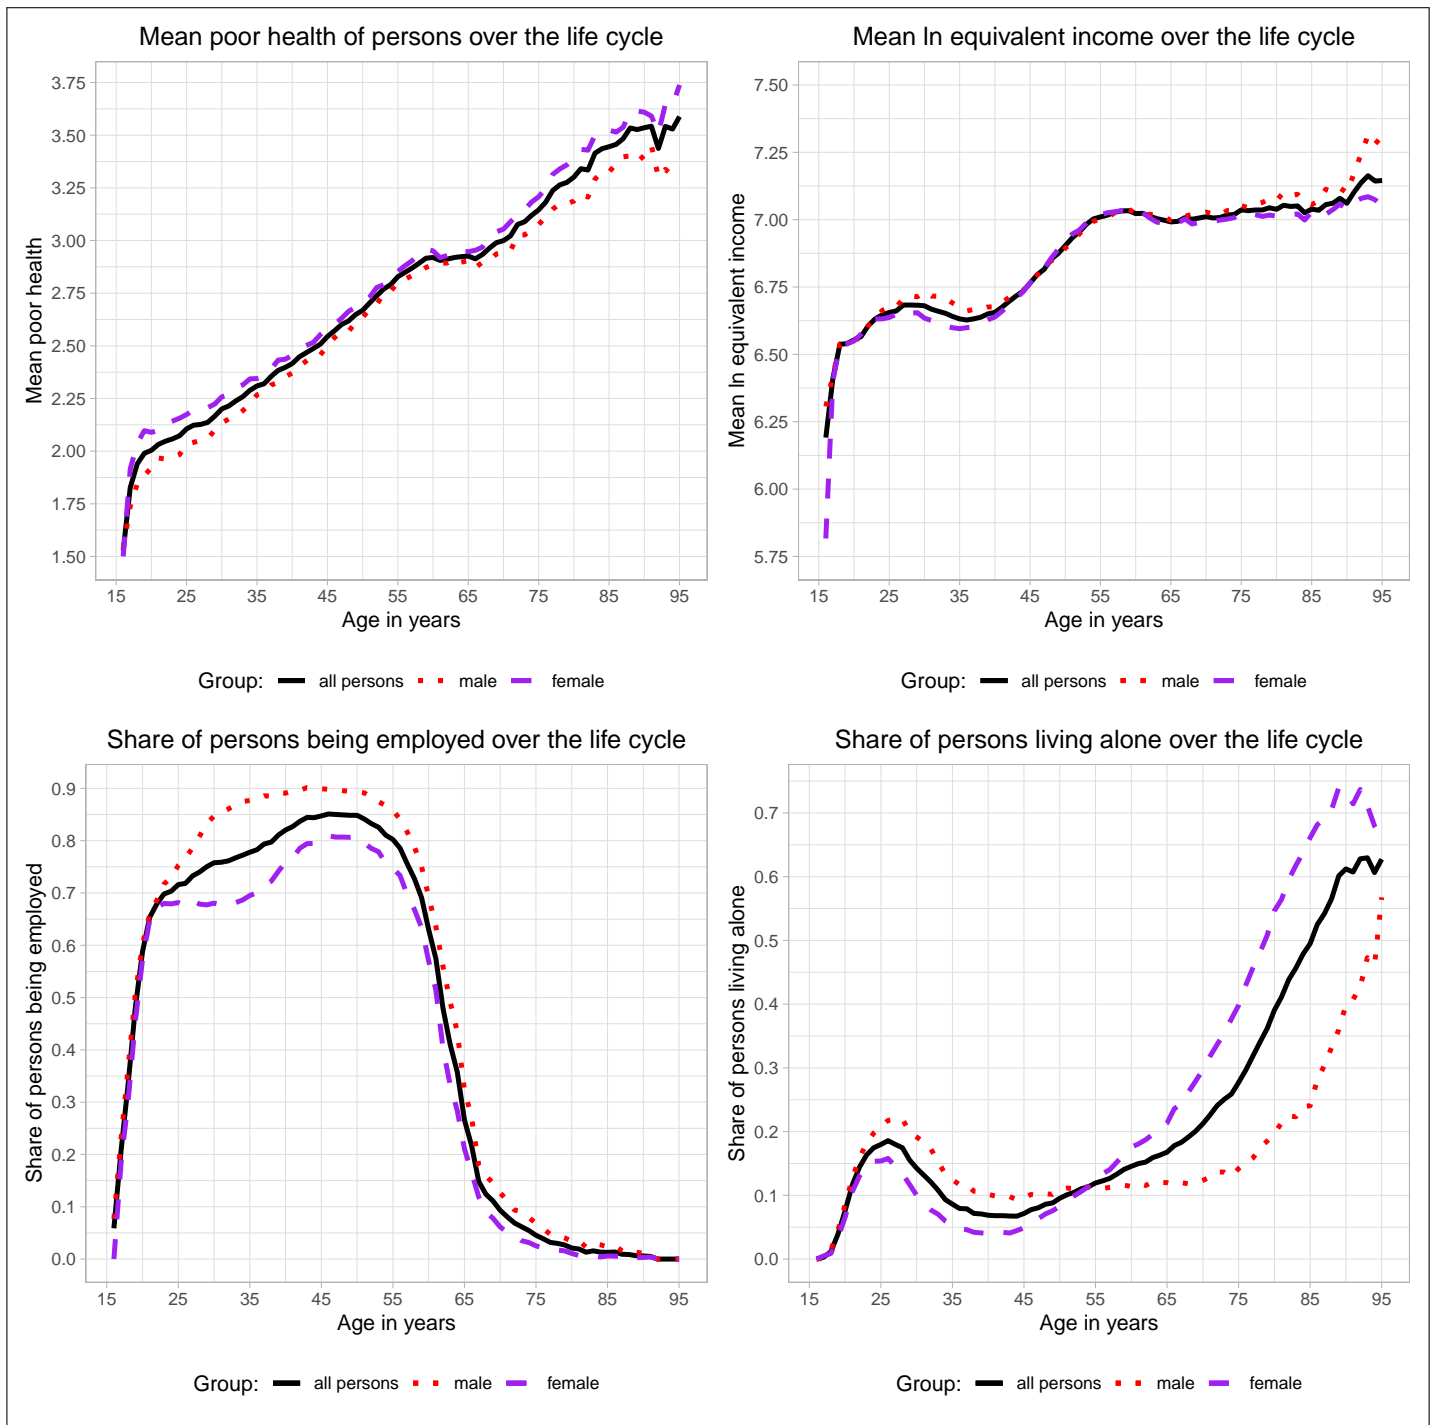 Mean poor health of persons over the life cycle
Mean poor health
3.75
3.50
3.25
3.00
2.75
2.50
2.25
2.00
1.75
1.50
15 25 35 45 55 65 75 85 95
Age in years
Group: all persons male female
Mean ln equivalent income over the life cycle
Mean ln equivalent income
7.50
7.25
7.00
6.75
6.50
6.25
6.00
5.75
15 25 35 45 55 65 75 85 95
Age in years
Group: all persons male female
Share of persons being employed over the life cycle
Share of persons being employed
0.9
0.8
0.7
0.6
0.5
0.4
0.3
0.2
0.1
0.0
15 25 35 45 55 65 75 85 95
Age in years
Group: all persons male female
Share of persons living alone over the life cycle
Share of persons living alone
0.7
0.6
0.5
0.4
0.3
0.2
0.1
0.0
15 25 35 45 55 65 75 85 95
Age in years
Group: all persons male female